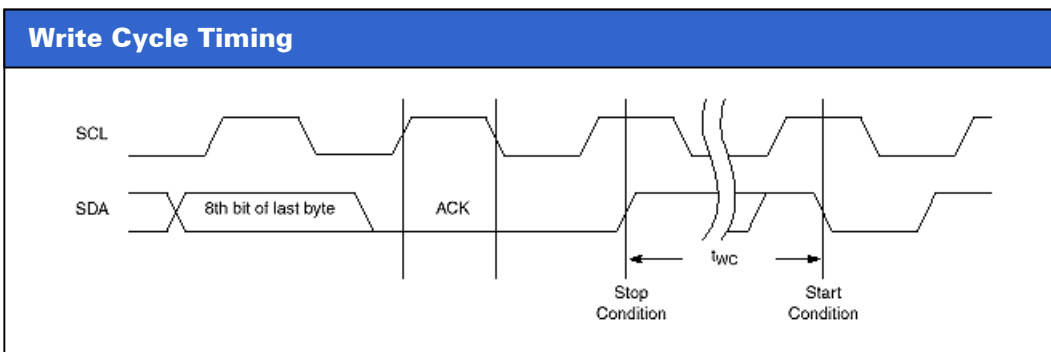 Write Cycle Timing
SCL
SDA
8th bit of last byte
ACK
tWC
Stop
Condition
Start
Condition